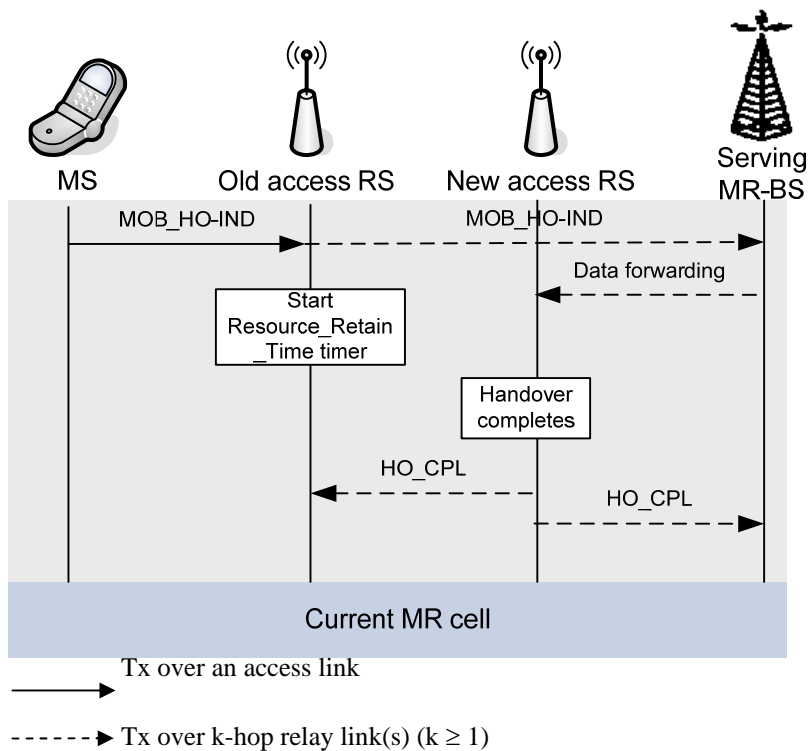 MS
Old access RS
New access RS
Serving
MR-BS
MOB_HO-IND
MOB_HO-IND
Data forwarding
Start
Resource_Retain
_Time timer
Handover
completes
HO_CPL
HO_CPL
Current MR cell
Tx over an access link
Tx over k-hop relay link(s) (k ≥ 1)